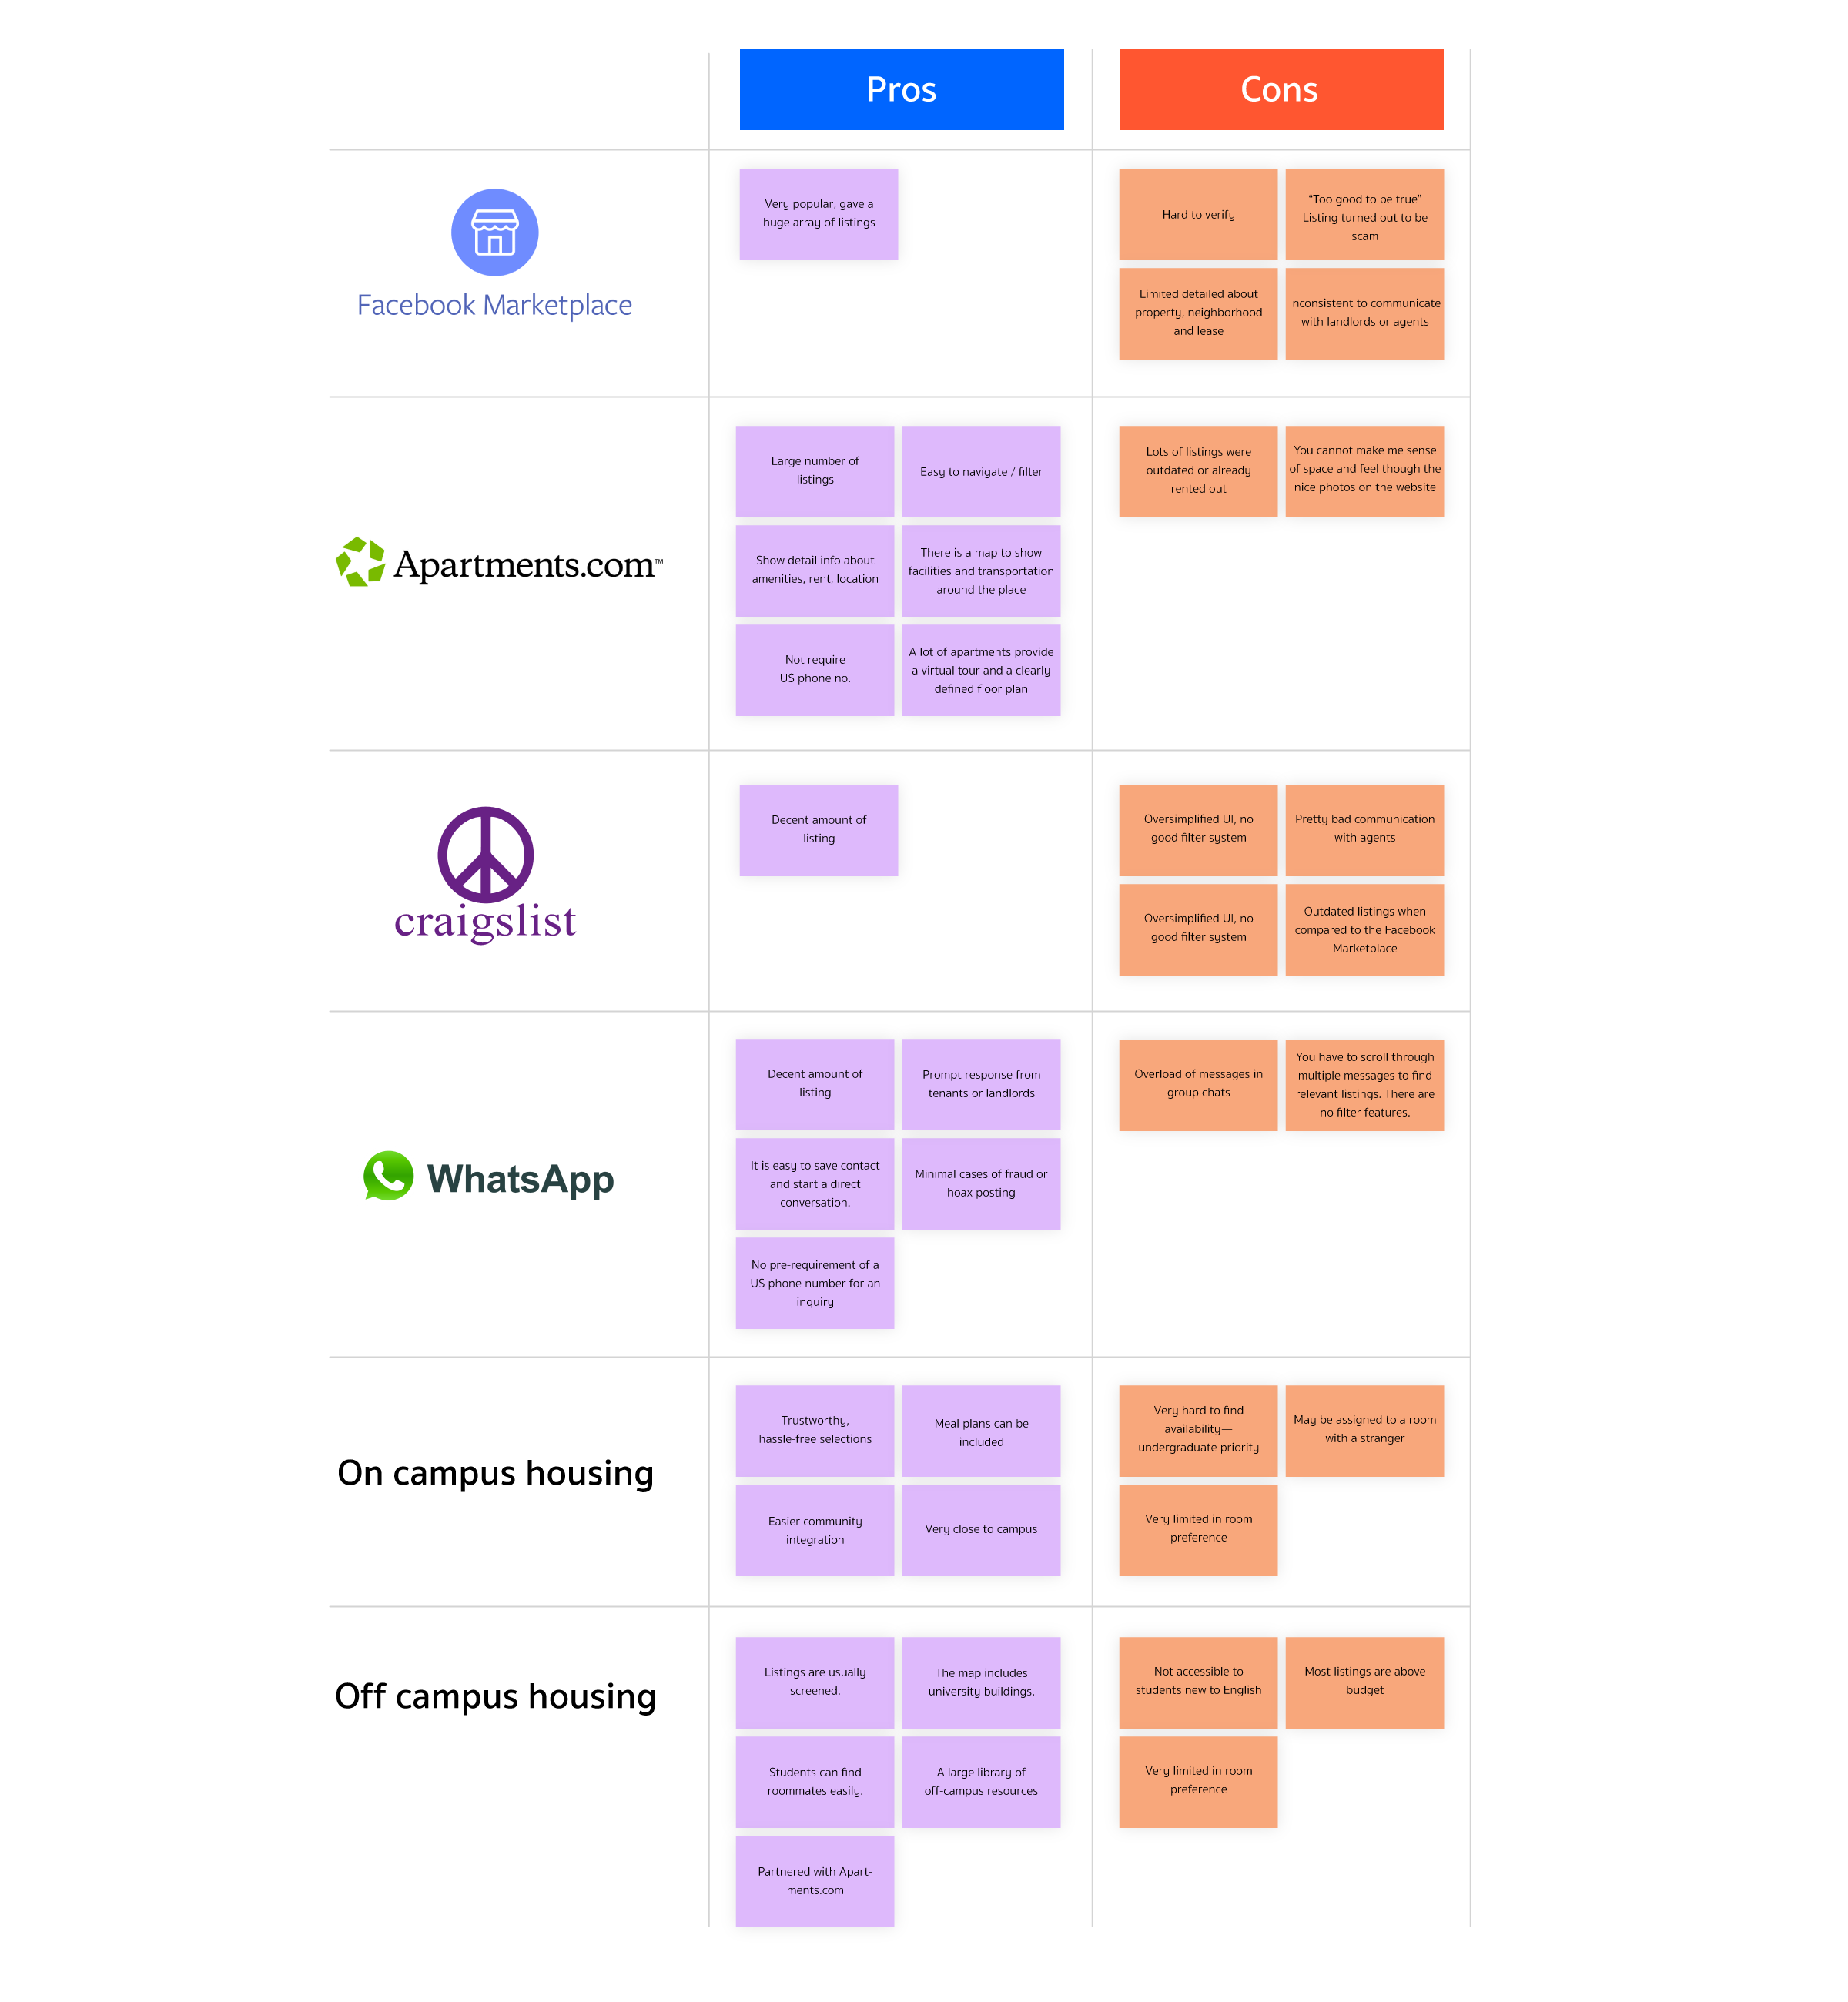 Pros
Cons
Facebook Marketplace
Very popular, gave a
huge array of listings
Hard to verify
“Too good to be true”
Listing turned out to be
scam
Limited detailed about
property, neighborhood
and lease
Inconsistent to communicate
with landlords or agents
Apartments.com™
Large number of
listings
Easy to navigate / filter
Show detail info about
amenities, rent, location
There is a map to show
facilities and transportation
around the place
Not require
US phone no.
A lot of apartments provide
a virtual tour and a clearly
defined floor plan
Lots of listings were
outdated or already
rented out
You cannot make me sense
of space and feel though the
nice photos on the website
craigslist
Decent amount of
listing
Oversimplified UI, no
good filter system
Pretty bad communication
with agents
Oversimplified UI, no
good filter system
Outdated listings when
compared to the Facebook
Marketplace
WhatsApp
Decent amount of
listing
Prompt response from
tenants or landlords
It is easy to save contact
and start a direct
conversation.
Minimal cases of fraud or
hoax posting
No pre-requirement of a
US phone number for an
inquiry
Overload of messages in
group chats
You have to scroll through
multiple messages to find
relevant listings. There are
no filter features.
On campus housing
Trustworthy,
hassle-free selections
Meal plans can be
included
Easier community
integration
Very close to campus
Very hard to find
availability—
undergraduate priority
May be assigned to a room
with a stranger
Very limited in room
preference
Off campus housing
Listings are usually
screened.
The map includes
university buildings.
Students can find
roommates easily.
A large library of
off-campus resources
Partnered with Apart-
ments.com
Not accessible to
students new to English
Most listings are above
budget
Very limited in room
preference